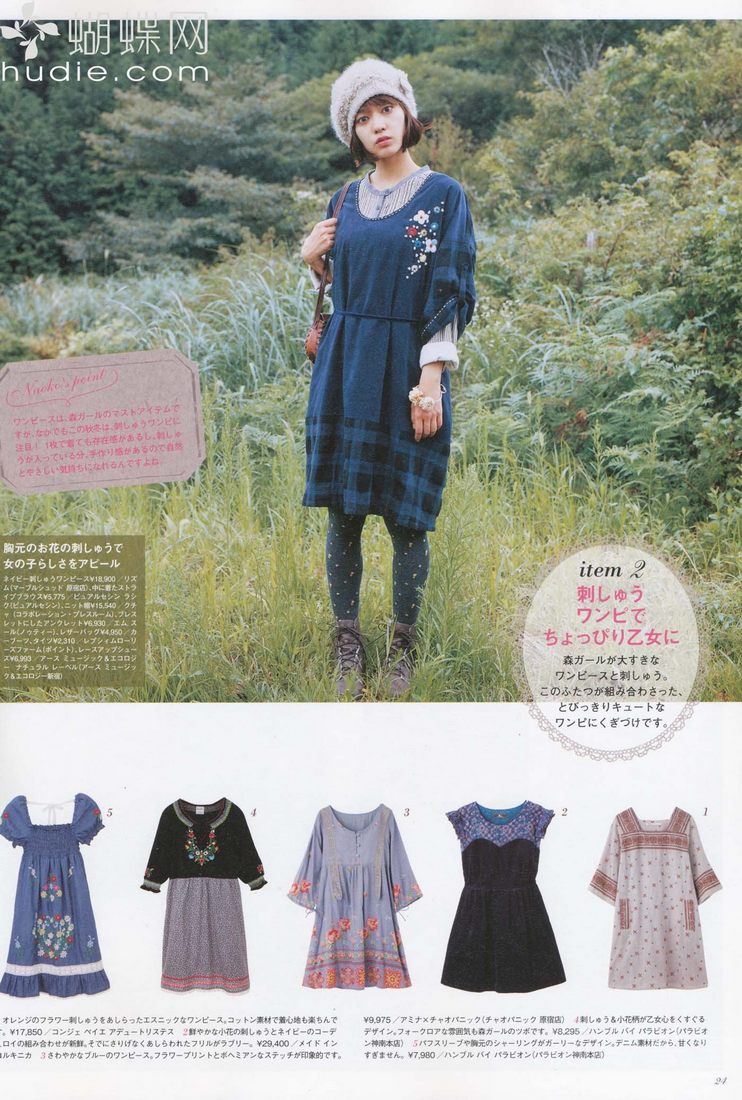 蝴蝶网
hudie.com
Naoko's point
ワンピースは、森ガールのマストアイテムで
すが、なかでもこの秋冬は、刺しゅうワンピに
注目！ 1枚で着ても存在感があるし、刺しゅ
うが入っている分、手作り感があるので自然
とやさしい気持ちになれるんですよね。
胸元のお花の刺しゅうで
女の子らしさをアピール
ネイビー刺しゅうワンピース¥18,900／リズ
ム(マーブルシュッド 原宿店)、中に着たストラ
イプブラウス¥5,775／ピュアルセシン ラシ
ク(ピュアルセシン)、ニット帽¥15,540／クチ
ャ（コラボレーション・プレスルーム)、ブレス
レットにしたアンクレット¥6,930／エム. ス
ール(ノゥティー)、レザーバッグ¥4,950／カ
ーブーツ、タイツ¥2,310／レプシィムローリ
ーズファーム(ポイント)、レースアップシュー
ズ¥6,993／アース ミュージック＆エコロジ
ー ナチュラル レーベル(アース ミュージッ
ク＆エコロジー新宿)
item 2
刺しゅう
ワンピで
ちょっぴり乙女に
森ガールが大すきな
ワンピースと刺しゅう。
このふたつが組み合わさった、
とびっきりキュートな
ワンピにくぎづけです。
5
4
3
2
1
オレンジのフラワー刺しゅうをあしらったエスニックなワンピース。コットン素材で着心地も楽ちんで
す。¥17,850／コンジェ ペイエ アデュートリステス 2鮮やかな小花の刺しゅうとネイビーのコーデ
ュロイの組み合わせが新鮮。そでにさりげなくあしらわれたフリルがラブリー。¥29,400／メイド イン
コルキニカ 3さわやかなブルーのワンピース。フラワープリントとボヘミアンなステッチが印象的です。
¥9,975／アミナ×チャオパニック(チャオパニック 原宿店) 4刺しゅう&小花柄が乙女心をくすぐる
デザイン。フォークロアな雰囲気も森ガールのツボです。¥8,295／ハンブル バイ パラビオン(パラビオ
ン神南本店) 5パフスリーブや胸元のシャーリングがガーリーなデザイン。デニム素材だから、甘くなり
すぎません。¥7,980／ハンブル バイ パラビオン(パラビオン神南本店)
24